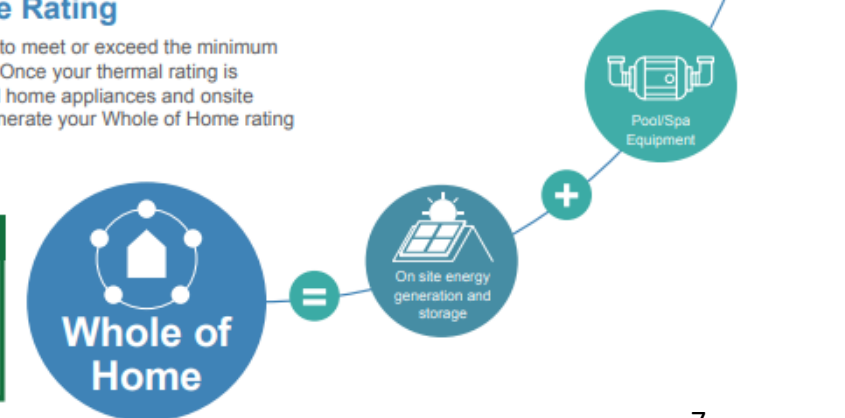 e Rating
to meet or exceed the minimum
Once your thermal rating is
home appliances and onsite
nerate your Whole of Home rating
Pool/Spa
Equipment
+
On site energy
generation and
storage
=
Whole of
Home